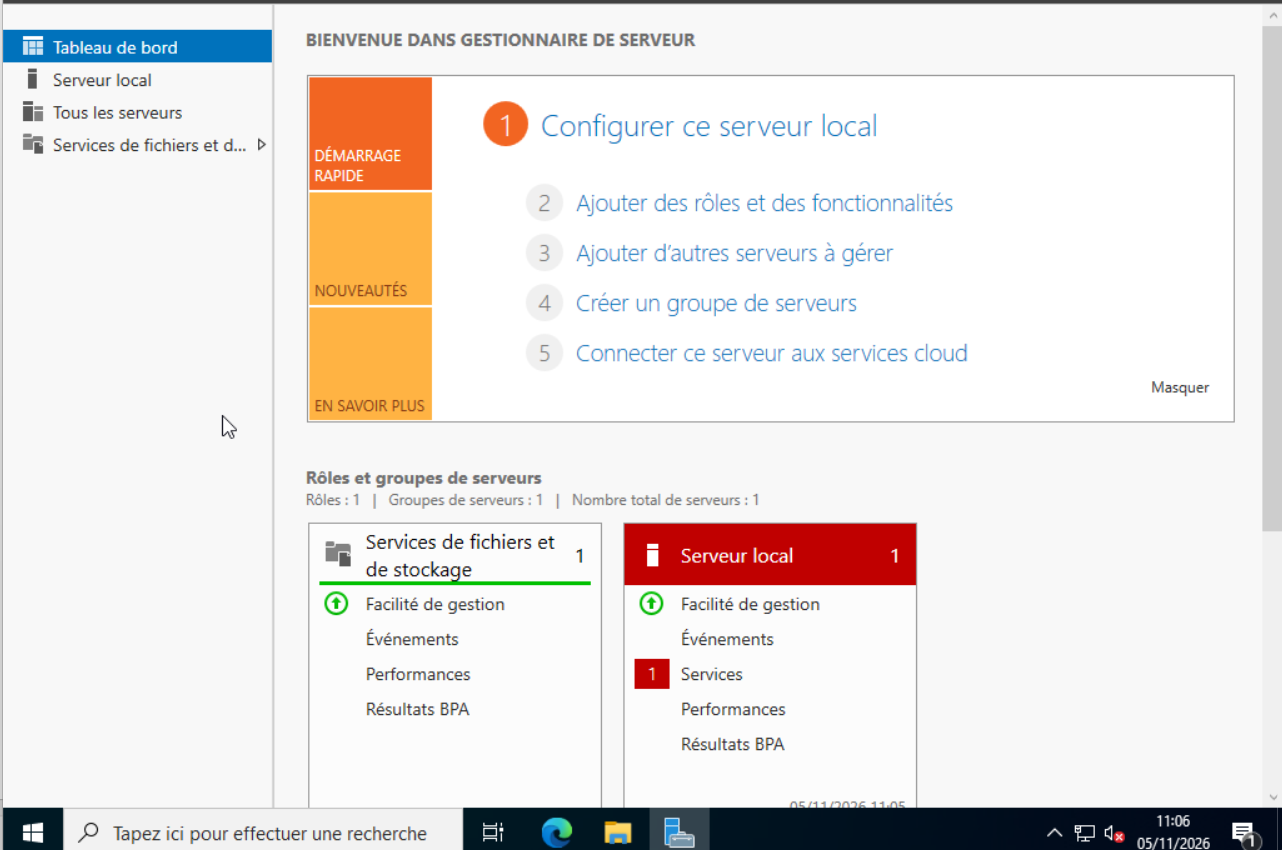 Tableau de bord
Serveur local
Tous les serveurs
Services de fichiers et d...
BIENVENUE DANS GESTIONNAIRE DE SERVEUR
DÉMARRAGE
RAPIDE
NOUVEAUTÉS
EN SAVOIR PLUS
1 Configurer ce serveur local
2 Ajouter des rôles et des fonctionnalités
3 Ajouter d’autres serveurs à gérer
4 Créer un groupe de serveurs
5 Connecter ce serveur aux services cloud
Masquer
Rôles et groupes de serveurs
Rôles : 1 | Groupes de serveurs : 1 | Nombre total de serveurs : 1
Services de fichiers et
de stockage
1
Facilité de gestion
Événements
Performances
Résultats BPA
Serveur local 1
Facilité de gestion
Événements
1 Services
Performances
Résultats BPA
05/11/2026 11:05
Tapez ici pour effectuer une recherche
11:06
05/11/2026
1